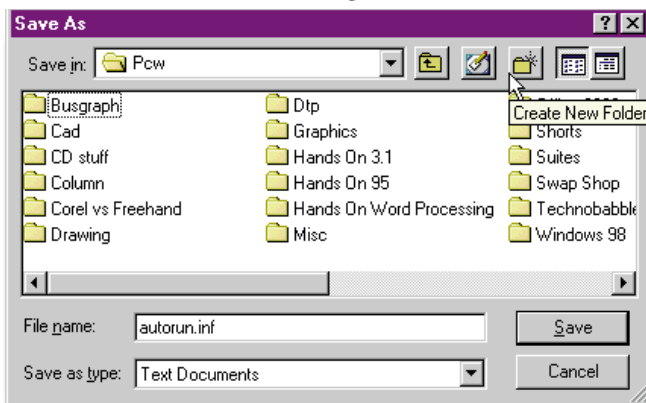 Save As
Save in: Pcw
Busgraph Dtp
Create New Folder
Cad Graphics Shorts
CD stuff Hands On 3.1 Suites
Column Hands On 95 Swap Shop
Corel vs Freehand Hands On Word Processing Technobabble
Drawing Misc Windows 98
File name: autorun.inf Save
Save as type: Text Documents Cancel